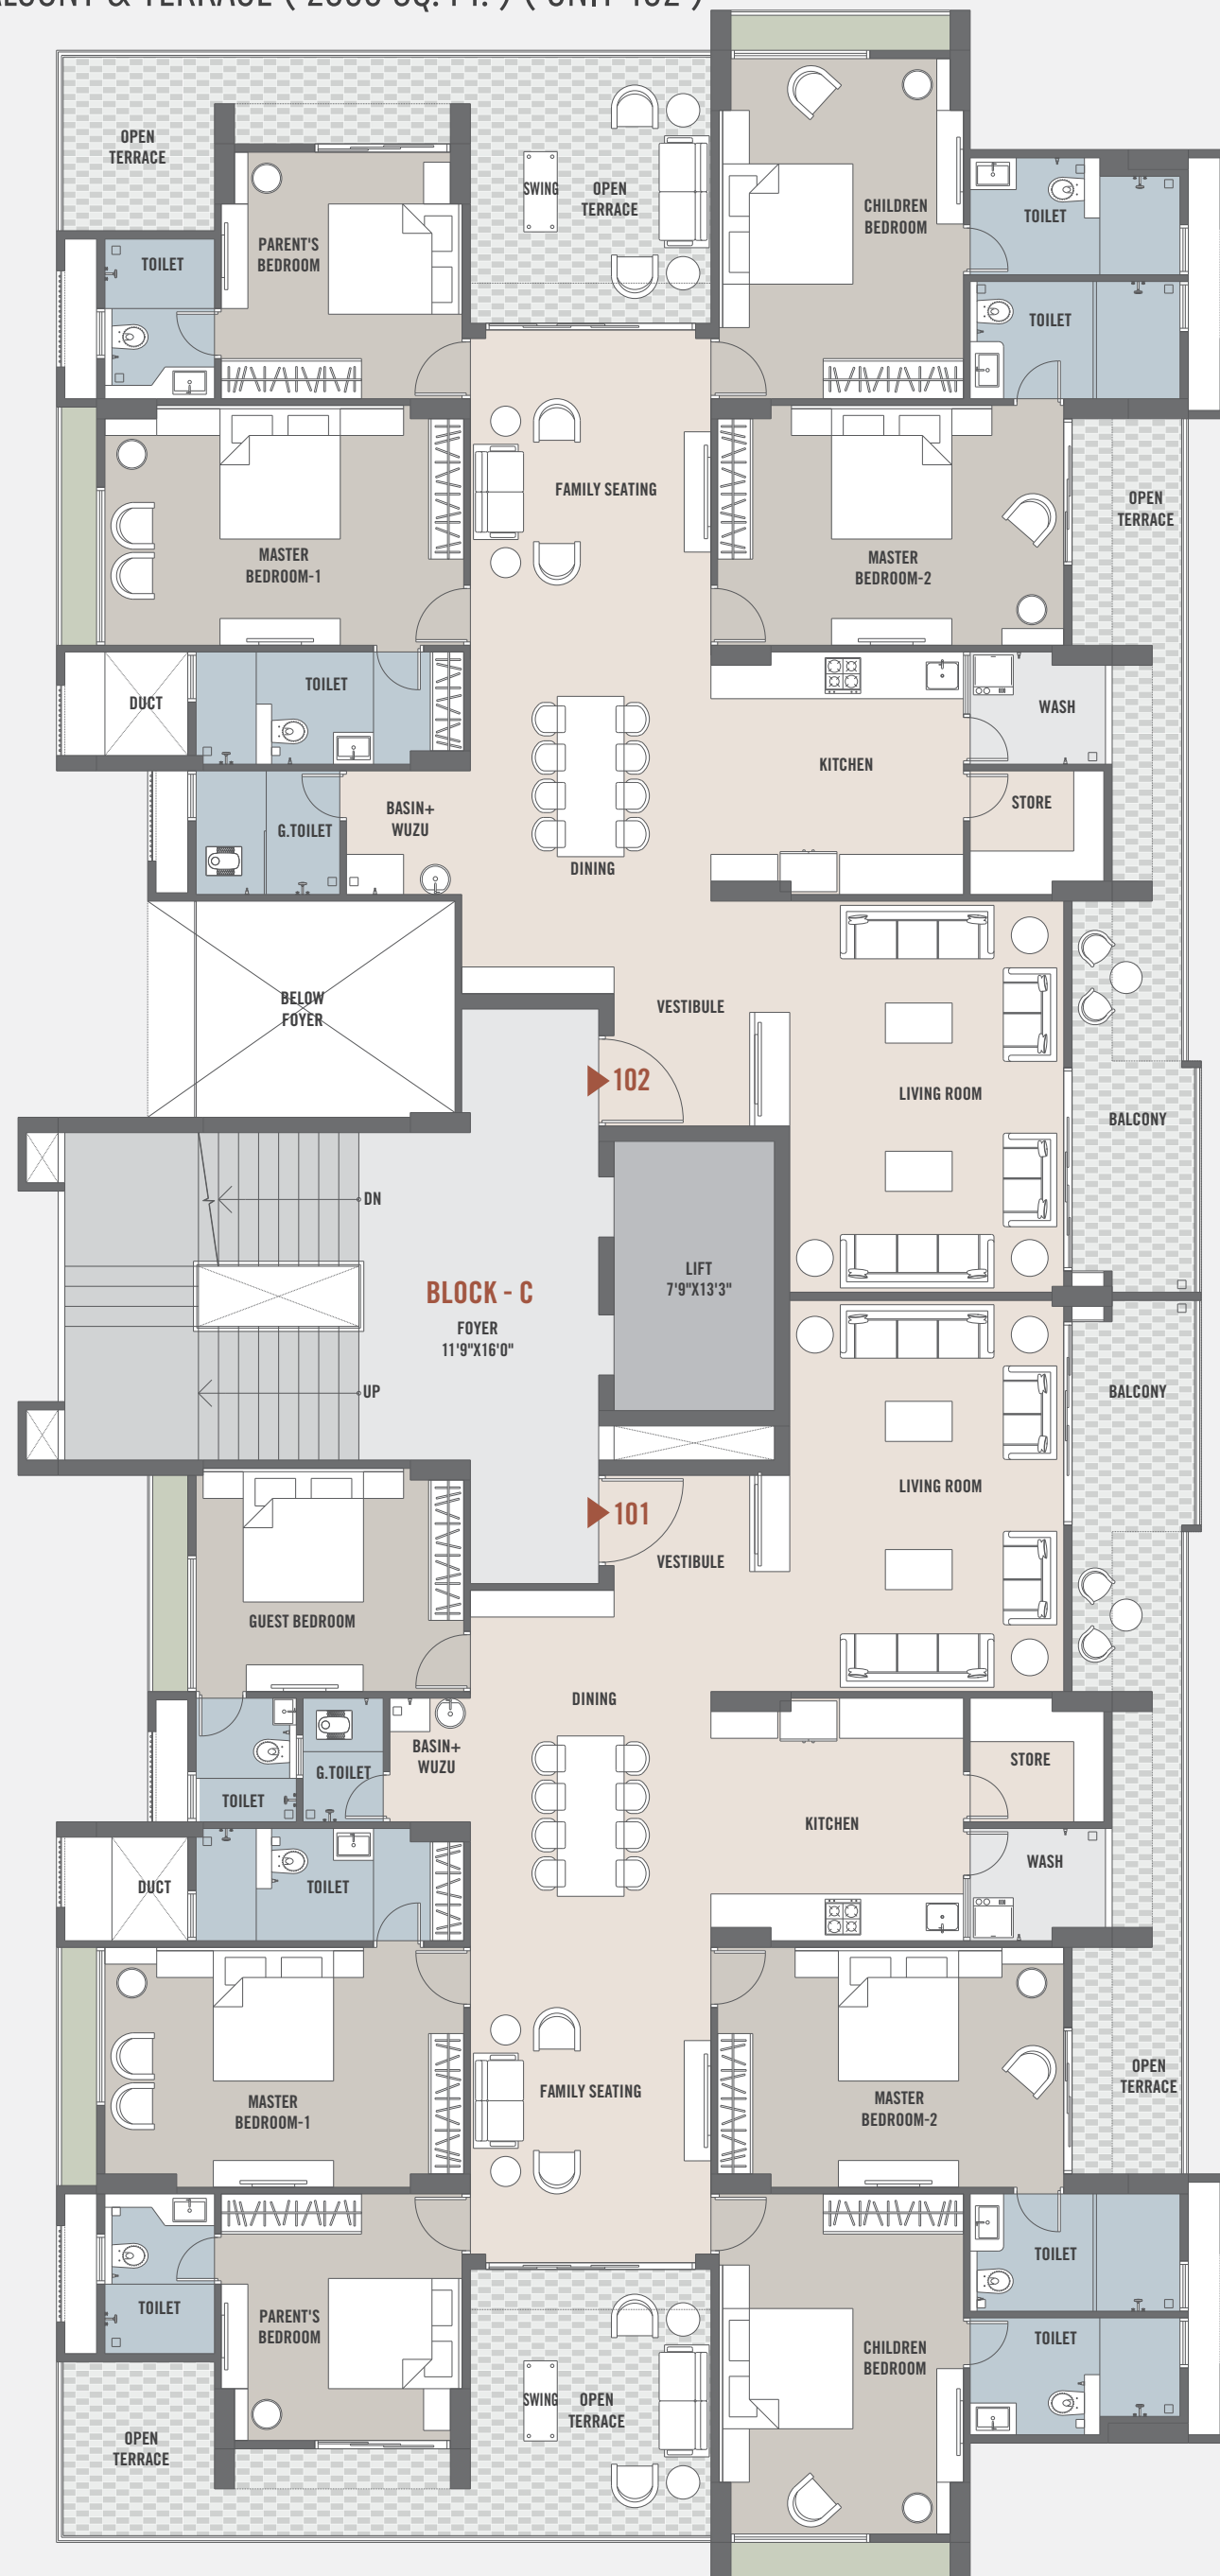 CHILDREN
BEDROOM
OPEN
TERRACE
SWING
OPEN
TERRACE
TOILET
PARENT'S
BEDROOM
TOILET
TOILET
FAMILY SEATING
OPEN
TERRACE
MASTER
BEDROOM-1
MASTER
BEDROOM-2
TOILET
DUCT
WASH
KITCHEN
STORE
BASIN+
WUZU
G.TOILET
DINING
BELOW
FOYER
VESTIBULE
102
LIVING ROOM
BALCONY
DN
LIFT
7'9"X13'3"
BLOCK - C
FOYER
11'9"X16'0"
UP
BALCONY
LIVING ROOM
101
VESTIBULE
GUEST BEDROOM
DINING
BASIN+
WUZU
STORE
G.TOILET
TOILET
KITCHEN
WASH
DUCT
TOILET
OPEN
TERRACE
FAMILY SEATING
MASTER
BEDROOM-1
MASTER
BEDROOM-2
TOILET
TOILET
PARENT'S
BEDROOM
TOILET
CHILDREN
BEDROOM
SWING
OPEN
TERRACE
OPEN
TERRACE